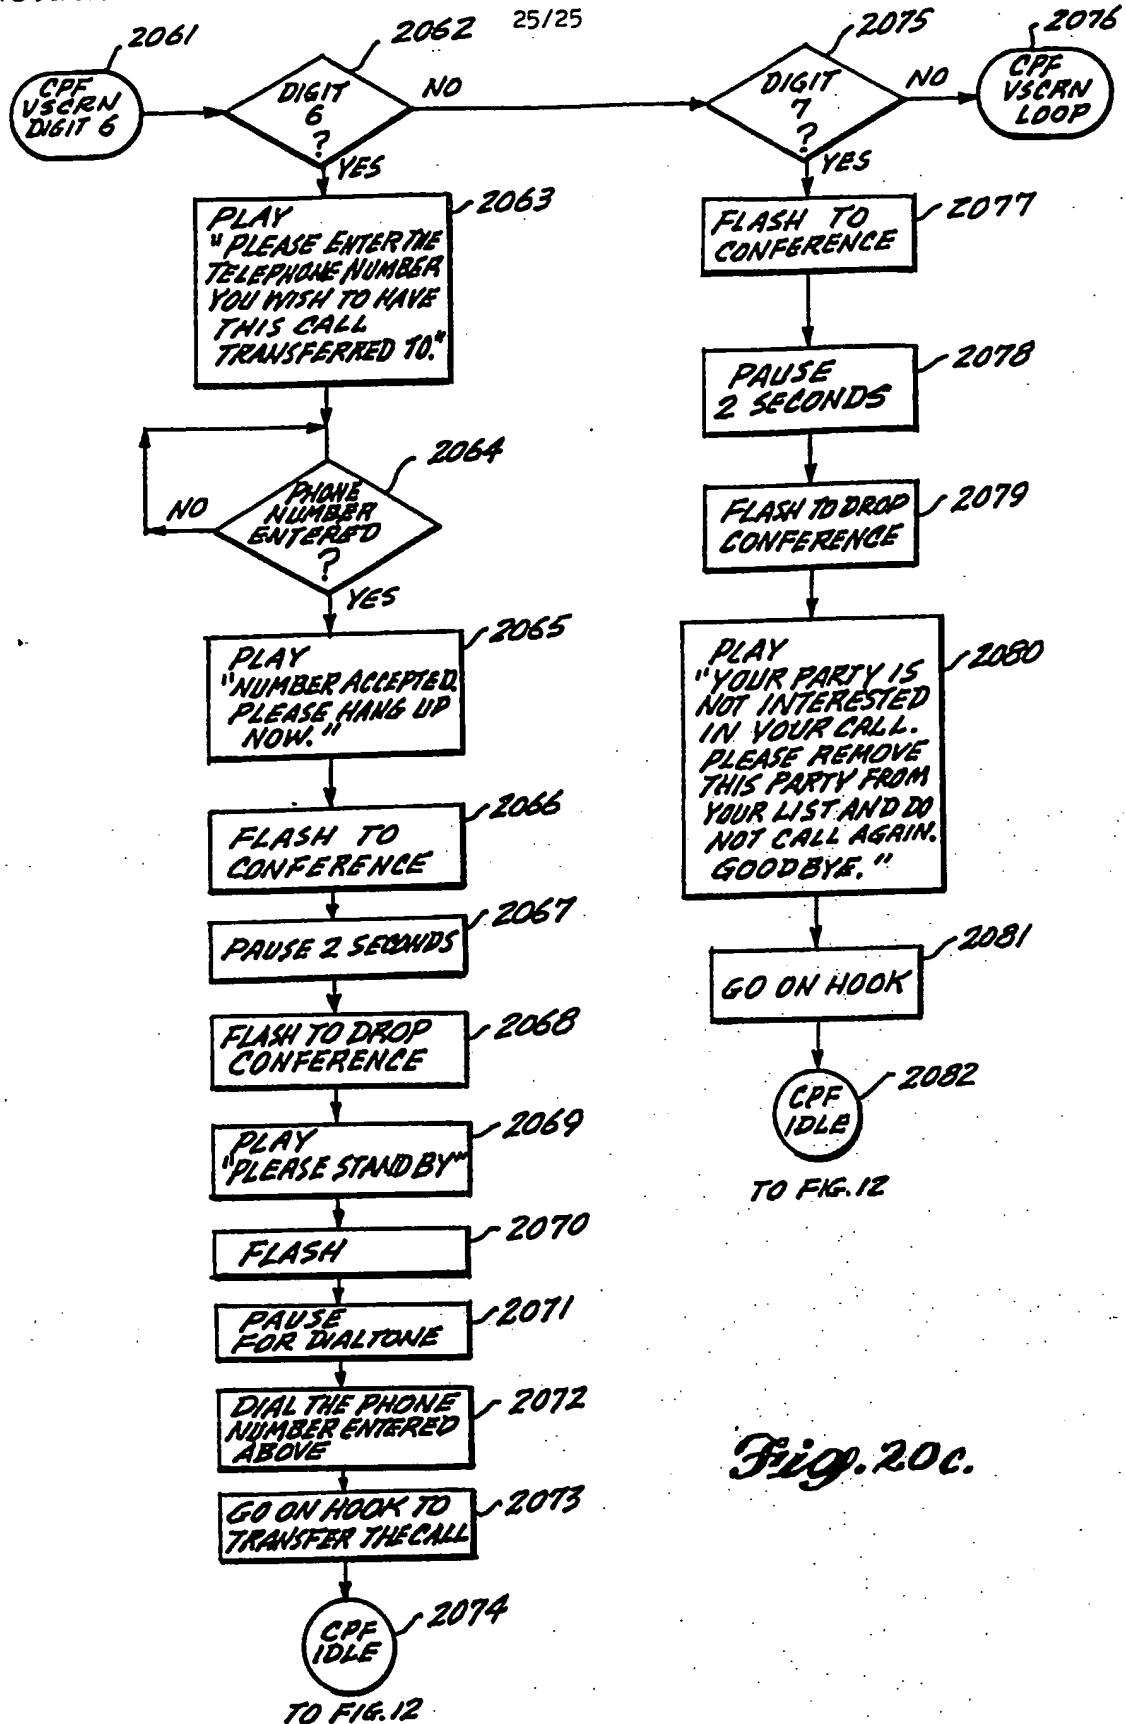 25/25
2061
CPF
VSCRN
DIGIT 6
2062
DIGIT
6
?
NO
YES
2075
DIGIT
7
?
NO
YES
2076
CPF
VSCRN
LOOP
2063
PLAY
"PLEASE ENTER THE
TELEPHONE NUMBER
YOU WISH TO HAVE
THIS CALL
TRANSFERRED TO."
2064
PHONE
NUMBER
ENTERED
?
NO
YES
2065
PLAY
"NUMBER ACCEPTED.
PLEASE HANG UP
NOW."
2066
FLASH TO
CONFERENCE
2067
PAUSE 2 SECONDS
2068
FLASH TO DROP
CONFERENCE
2069
PLAY
"PLEASE STAND BY"
2070
FLASH
2071
PAUSE
FOR DIALTONE
2072
DIAL THE PHONE
NUMBER ENTERED
ABOVE
2073
GO ON HOOK TO
TRANSFER THE CALL
2074
CPF
IDLE
TO FIG.12
2077
FLASH TO
CONFERENCE
2078
PAUSE
2 SECONDS
2079
FLASH TO DROP
CONFERENCE
2080
PLAY
"YOUR PARTY IS
NOT INTERESTED
IN YOUR CALL.
PLEASE REMOVE
THIS PARTY FROM
YOUR LIST AND DO
NOT CALL AGAIN.
GOODBYE."
2081
GO ON HOOK
2082
CPF
IDLE
TO FIG.12
Fig. 20c.